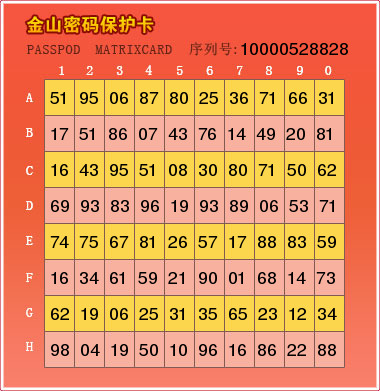 金山密码保护卡
PASSPOD MATRIXCARD 序列号:10000528828
1 2 3 4 5 6 7 8 9 0
A 51 95 06 87 80 25 36 71 66 31
B 17 51 86 07 43 76 14 49 20 81
C 16 43 95 51 08 30 80 71 50 62
D 69 93 83 96 19 93 89 06 53 71
E 74 75 67 81 26 57 17 88 83 59
F 16 34 61 59 21 90 01 68 14 73
G 62 19 06 25 31 35 65 23 12 34
H 98 04 19 50 10 96 16 86 22 88